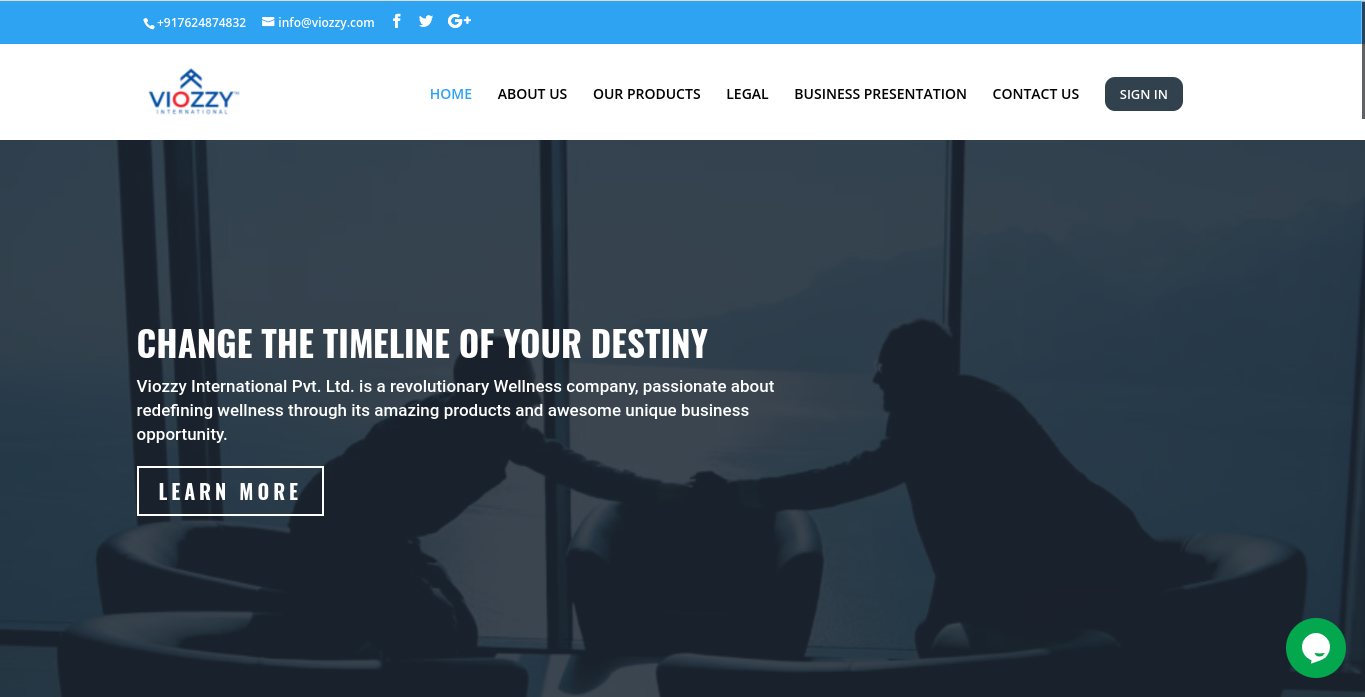 +917624874832 info@viozzy.com
VIOZZY™
INTERNATIONAL
HOME ABOUT US OUR PRODUCTS LEGAL BUSINESS PRESENTATION CONTACT US SIGN IN
CHANGE THE TIMELINE OF YOUR DESTINY
Viozzy International Pvt. Ltd. is a revolutionary Wellness company, passionate about
redefining wellness through its amazing products and awesome unique business
opportunity.
LEARN MORE